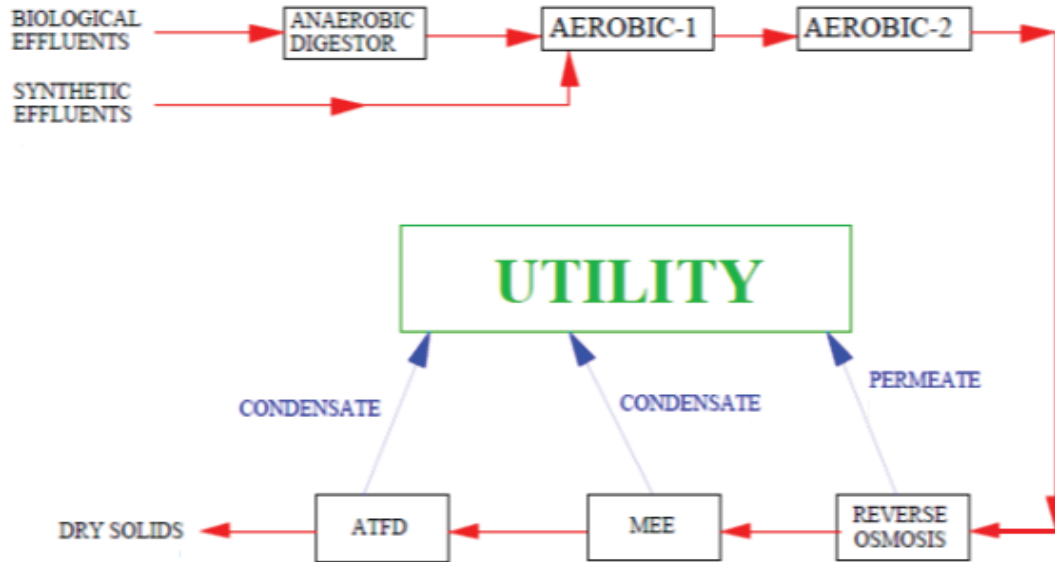 BIOLOGICAL
EFFLUENTS
ANAEROBIC
DIGESTOR
AEROBIC-1
AEROBIC-2
SYNTHETIC
EFFLUENTS
UTILITY
CONDENSATE
CONDENSATE
PERMEATE
DRY SOLIDS
ATFD
MEE
REVERSE
OSMOSIS